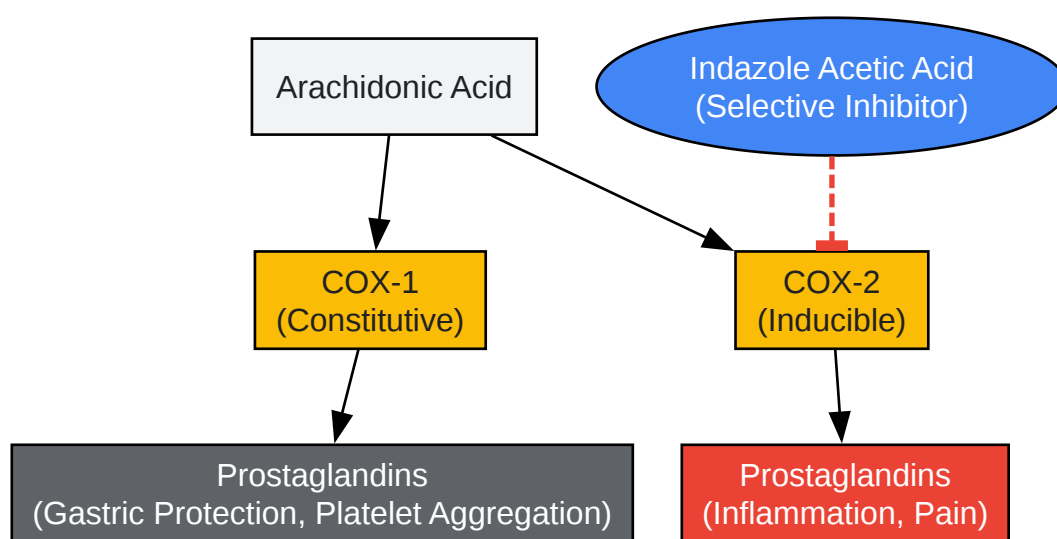 Arachidonic Acid
Indazole Acetic Acid
(Selective Inhibitor)
COX-1
(Constitutive)
COX-2
(Inducible)
Prostaglandins
(Gastric Protection, Platelet Aggregation)
Prostaglandins
(Inflammation, Pain)